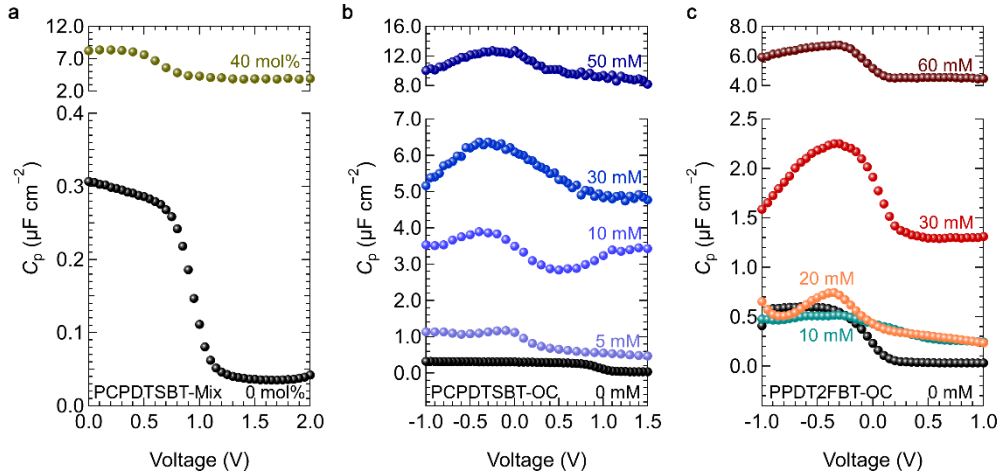 a
12.0
7.0
2.0
40 mol%
0.4
0.3
0.2
0.1
0.0
Cp (μF cm−2)
PCPDTSBT-Mix 0 mol%
0.0 0.5 1.0 1.5 2.0
Voltage (V)
b
16.0
12.0
8.0
50 mM
7.0
6.0
5.0
4.0
3.0
2.0
1.0
0.0
Cp (μF cm−2)
30 mM
10 mM
5 mM
PCPDTSBT-OC 0 mM
-1.0 -0.5 0.0 0.5 1.0 1.5
Voltage (V)
c
8.0
6.0
4.0
60 mM
2.5
2.0
1.5
1.0
0.5
0.0
Cp (μF cm−2)
30 mM
20 mM
10 mM
PPDT2FBT-OC 0 mM
-1.0 -0.5 0.0 0.5 1.0
Voltage (V)